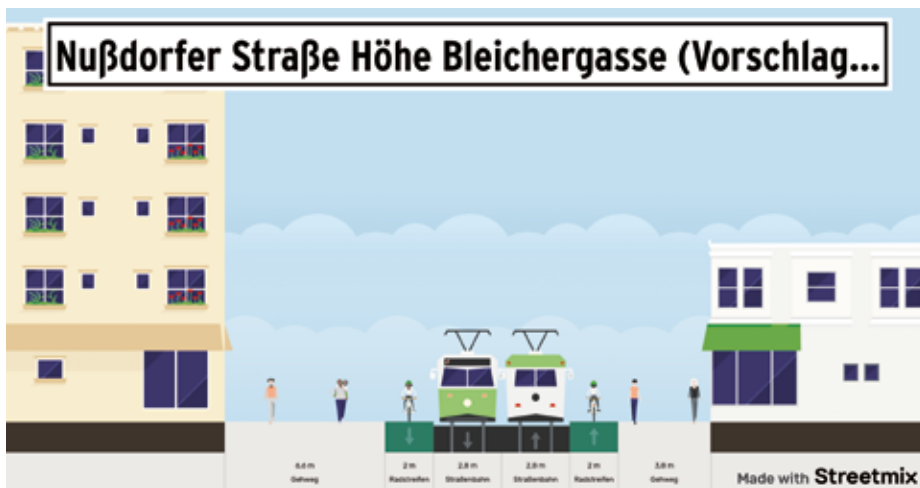 Nußdorfer Straße Höhe Bleichergasse (Vorschlag...
6,6 m
Gehweg
2 m
Radstreifen
2,8 m
Straßenbahn
2,8 m
Straßenbahn
2 m
Radstreifen
3,8 m
Gehweg
Made with Streetmix